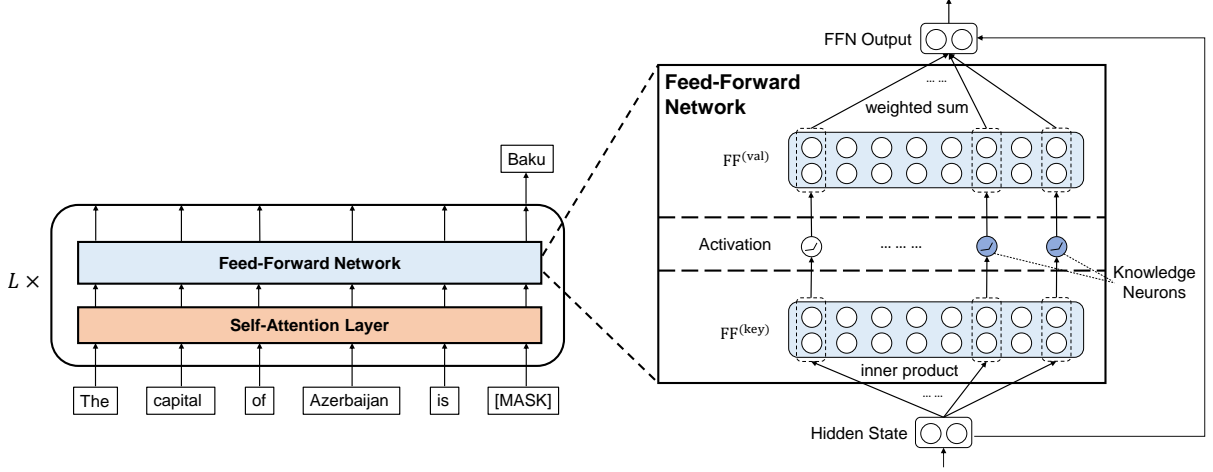 Baku
Feed-Forward Network
L ×
Self-Attention Layer
The capital of Azerbaijan is [MASK]
FFN Output
Feed-Forward
Network
... ...
weighted sum
FF(val)
Activation
... ... ...
Knowledge
Neurons
FF(key)
inner product
... ...
Hidden State